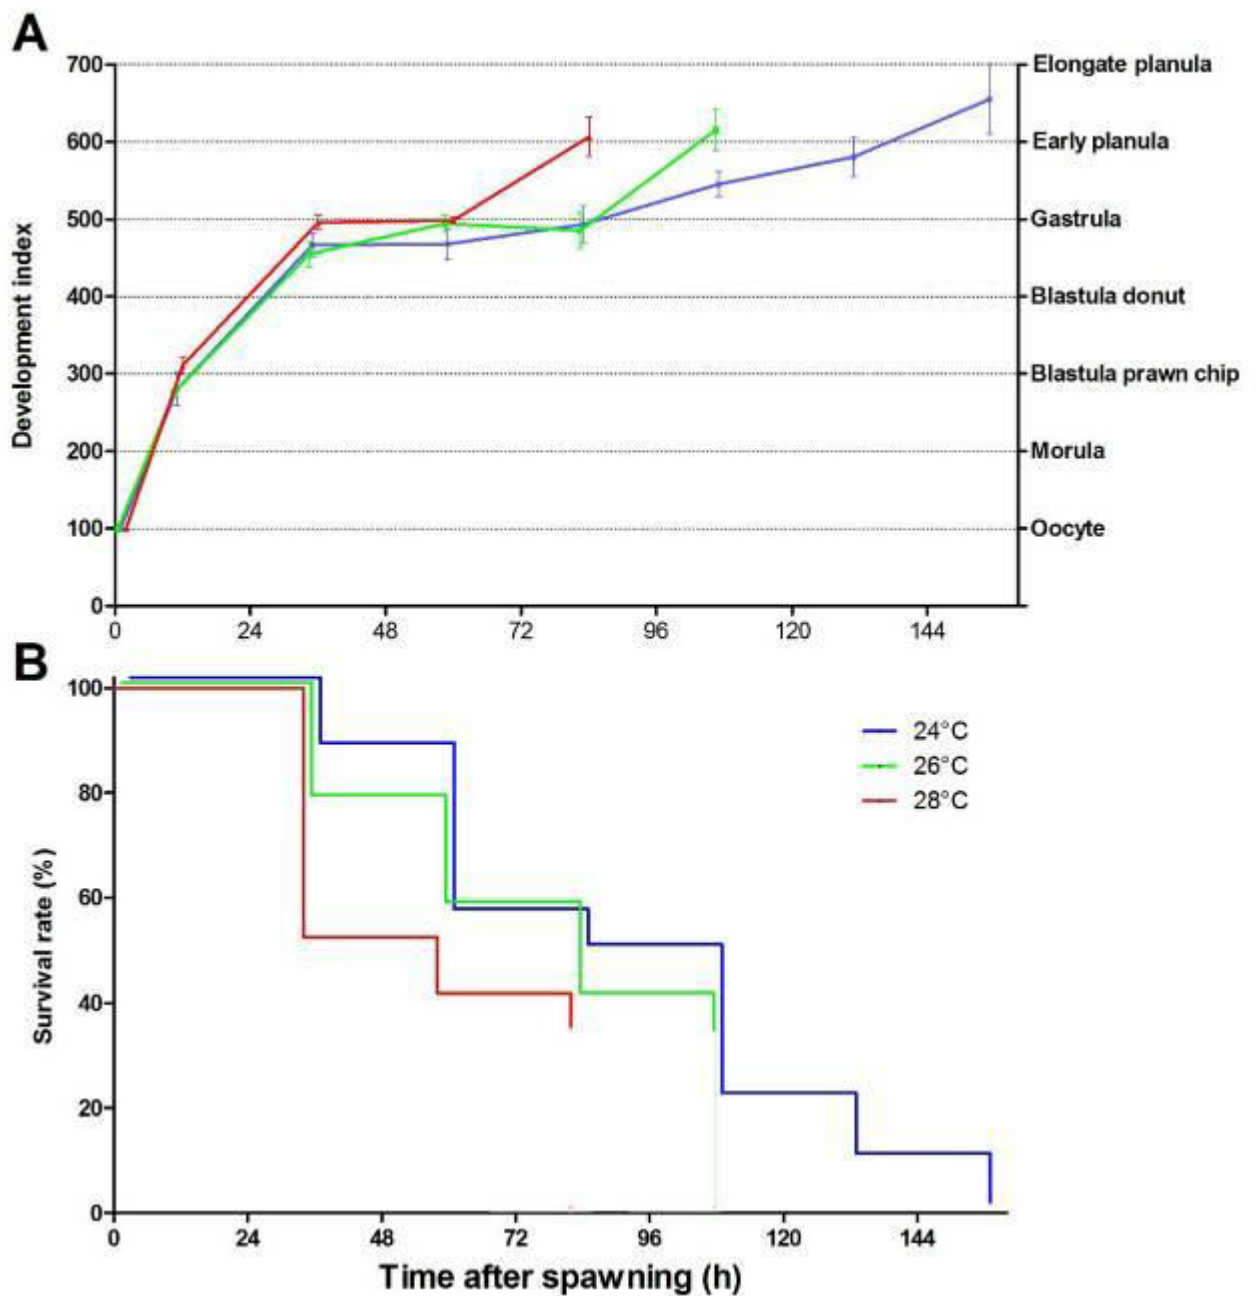 A
700 Elongate planula
600 Early planula
500 Gastrula
400 Blastula donut
300 Blastula prawn chip
200 Morula
100 Oocyte
0
Development index
0 24 48 72 96 120 144
B
100
80
60
40
20
0
Survival rate (%)
24°C
26°C
28°C
0 24 48 72 96 120 144
Time after spawning (h)